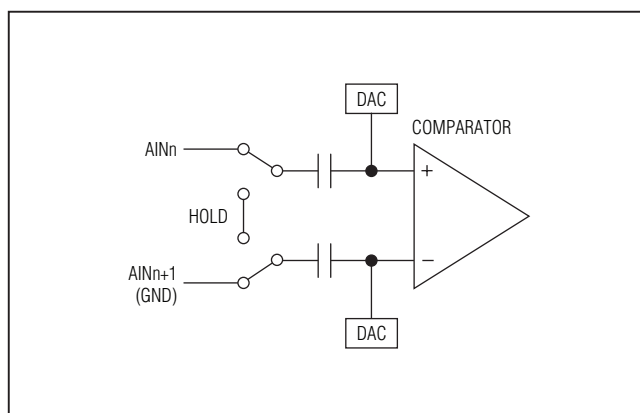 DAC
COMPARATOR
AINn
+
HOLD
−
AINn+1
(GND)
DAC